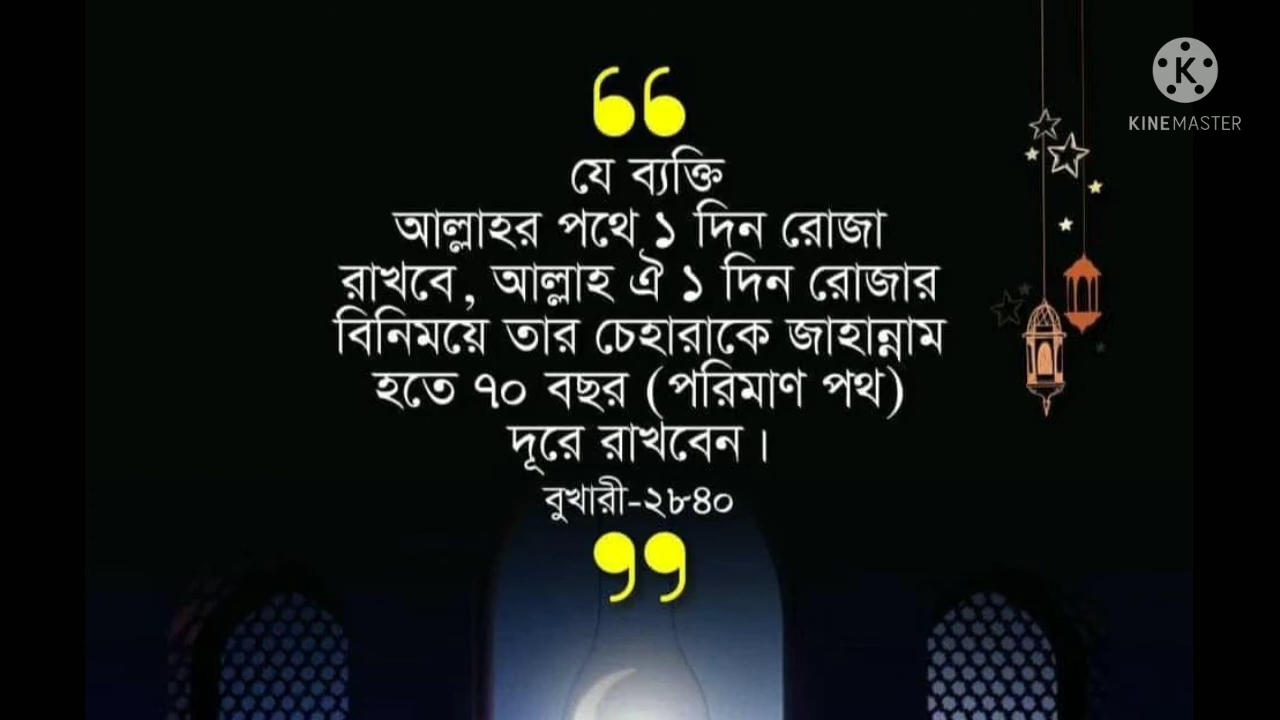 KINEMASTER
যে ব্যক্তি
আল্লাহর পথে ১ দিন রোজা
রাখবে, আল্লাহ ঐ ১ দিন রোজার
বিনিময়ে তার চেহারাকে জাহান্নাম
হতে ৭০ বছর (পরিমাণ পথ)
দূরে রাখবেন।
বুখারী-২৮৪০